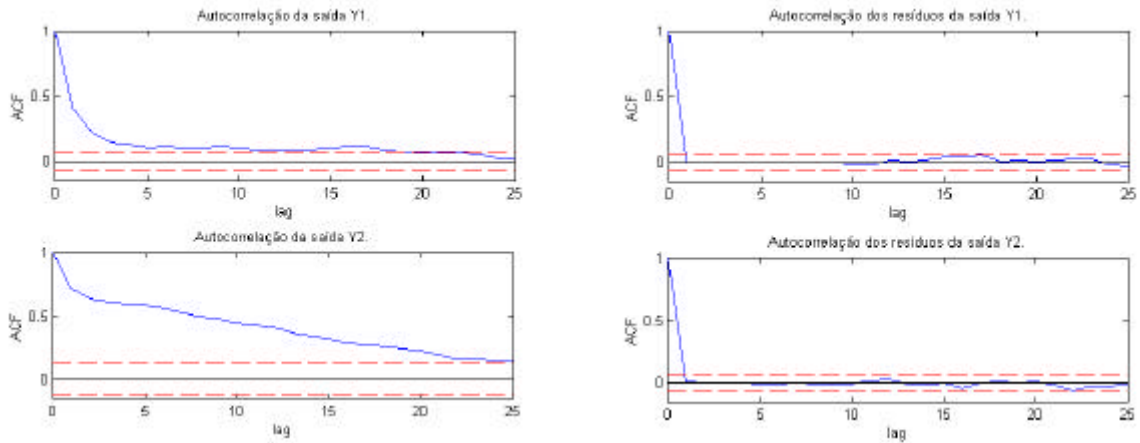 Autocorrelação da saída Y1.
1
0.5
0
ACF
0 5 10 15 20 25
lag
Autocorrelação dos resíduos da saída Y1.
1
0.5
0
ACF
0 5 10 15 20 25
lag
Autocorrelação da saída Y2.
1
0.5
0
ACF
0 5 10 15 20 25
lag
Autocorrelação dos resíduos da saída Y2.
1
0.5
0
ACF
0 5 10 15 20 25
lag